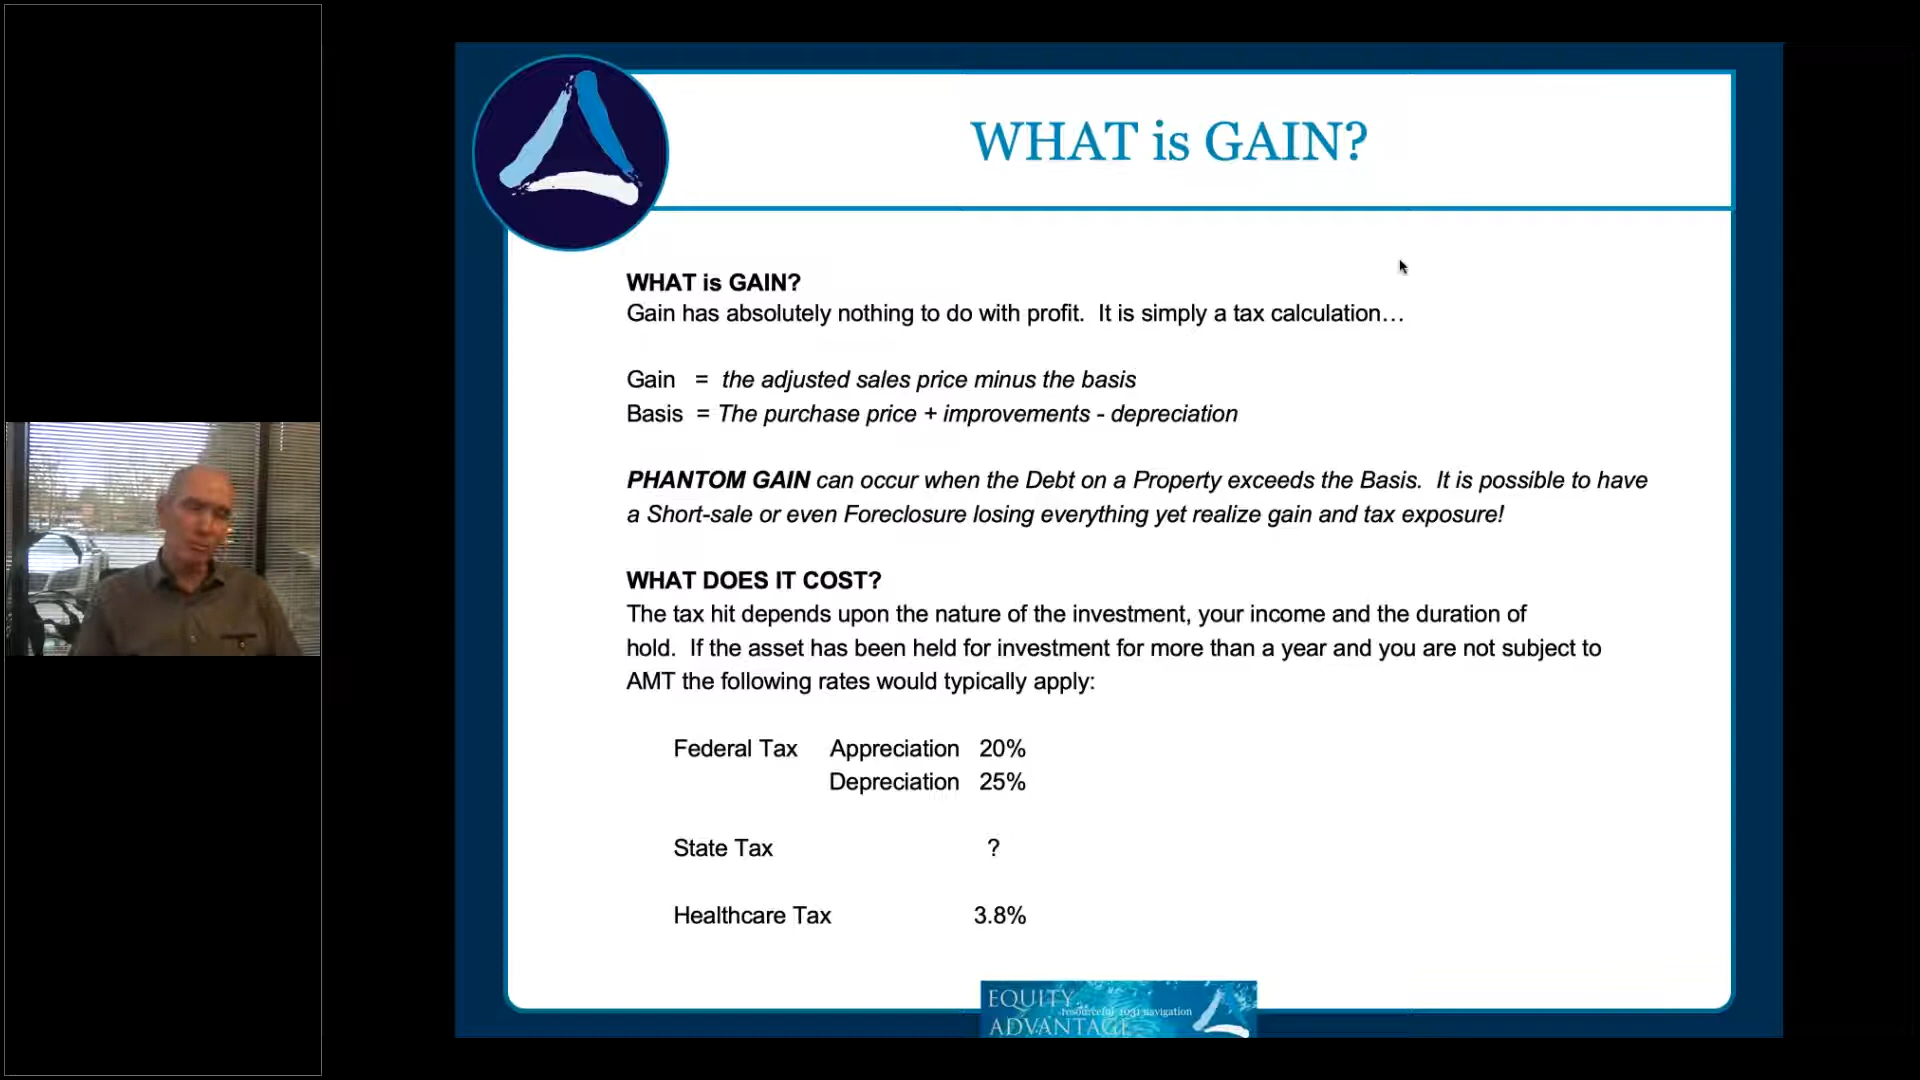 WHAT is GAIN?
WHAT is GAIN?
Gain has absolutely nothing to do with profit.  It is simply a tax calculation…
Gain = the adjusted sales price minus the basis
Basis = The purchase price + improvements - depreciation
PHANTOM GAIN can occur when the Debt on a Property exceeds the Basis.  It is possible to have
a Short-sale or even Foreclosure losing everything yet realize gain and tax exposure!
WHAT DOES IT COST?
The tax hit depends upon the nature of the investment, your income and the duration of
hold.  If the asset has been held for investment for more than a year and you are not subject to
AMT the following rates would typically apply:
Federal Tax Appreciation 20%
Depreciation 25%
State Tax ?
Healthcare Tax 3.8%
EQUITY
resourceful 1031 navigation
ADVANTAGE